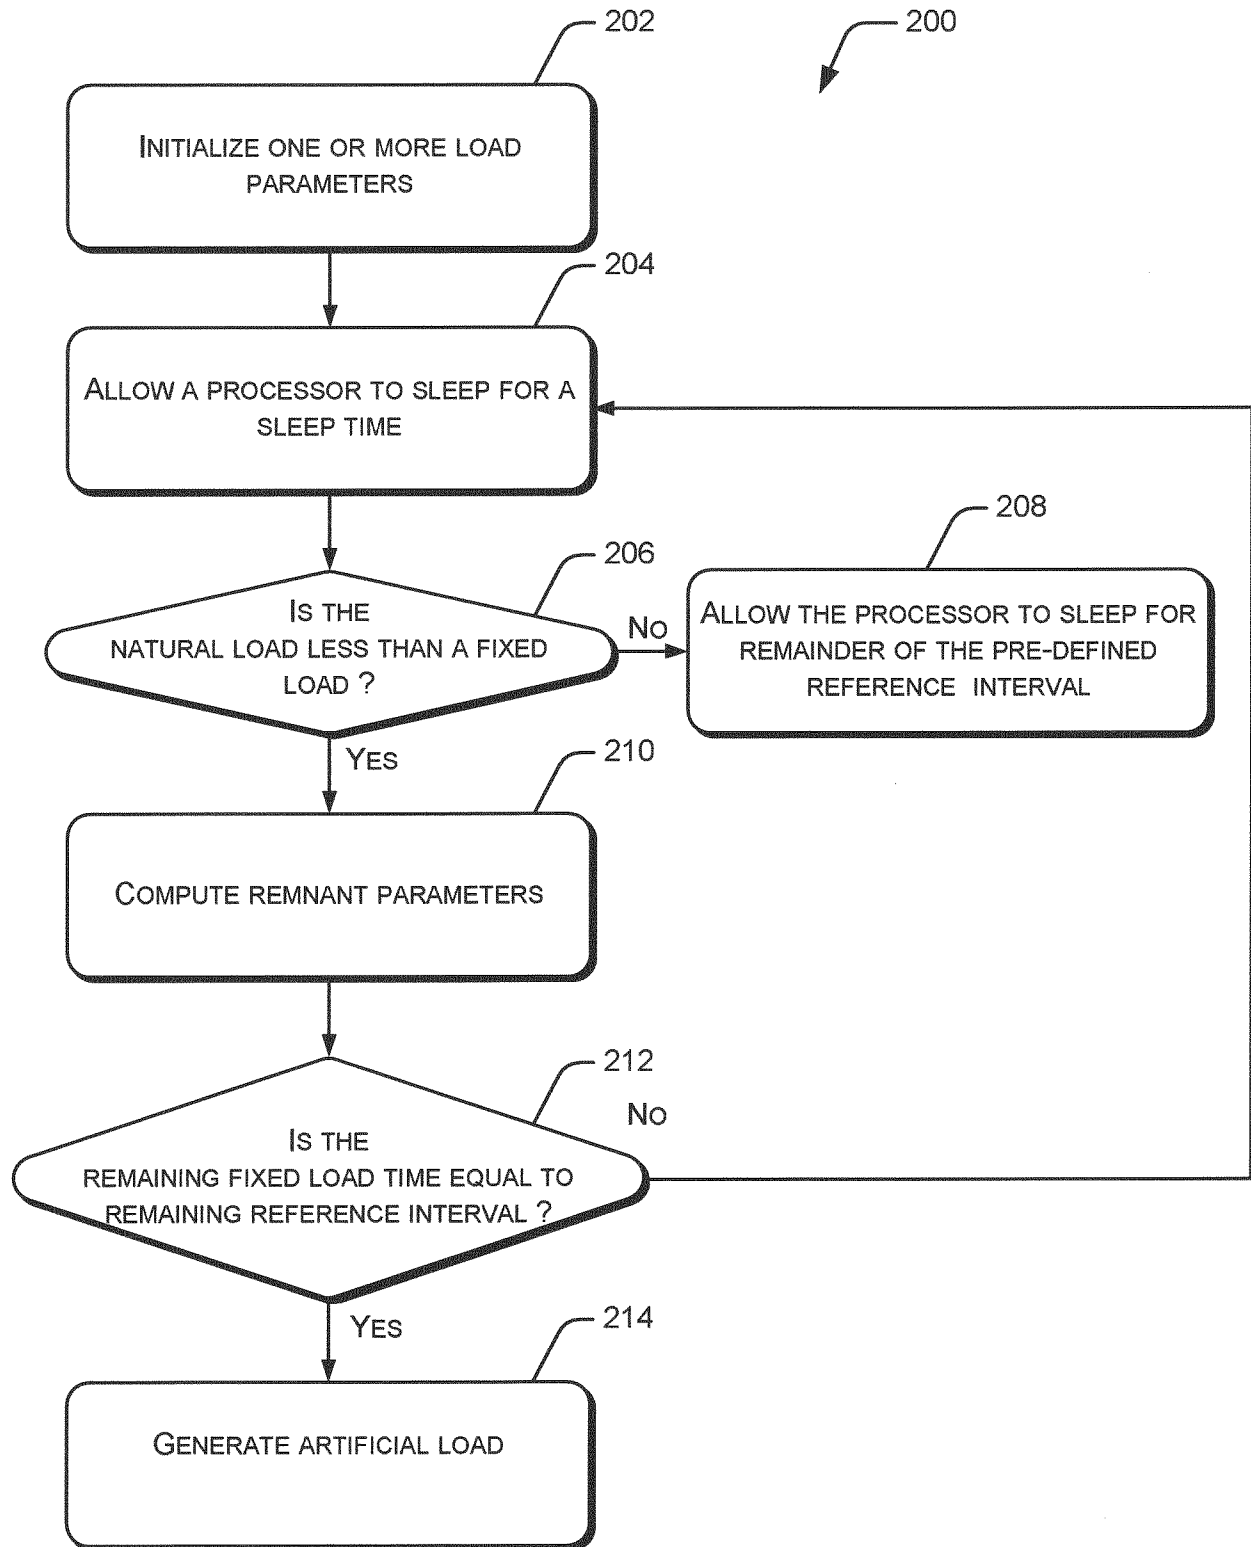 202
200
INITIALIZE ONE OR MORE LOAD
PARAMETERS
204
ALLOW A PROCESSOR TO SLEEP FOR A
SLEEP TIME
206
208
IS THE
NATURAL LOAD LESS THAN A FIXED
LOAD ?
NO
ALLOW THE PROCESSOR TO SLEEP FOR
REMAINDER OF THE PRE-DEFINED
REFERENCE INTERVAL
YES
210
COMPUTE REMNANT PARAMETERS
212
NO
IS THE
REMAINING FIXED LOAD TIME EQUAL TO
REMAINING REFERENCE INTERVAL ?
YES
214
GENERATE ARTIFICIAL LOAD